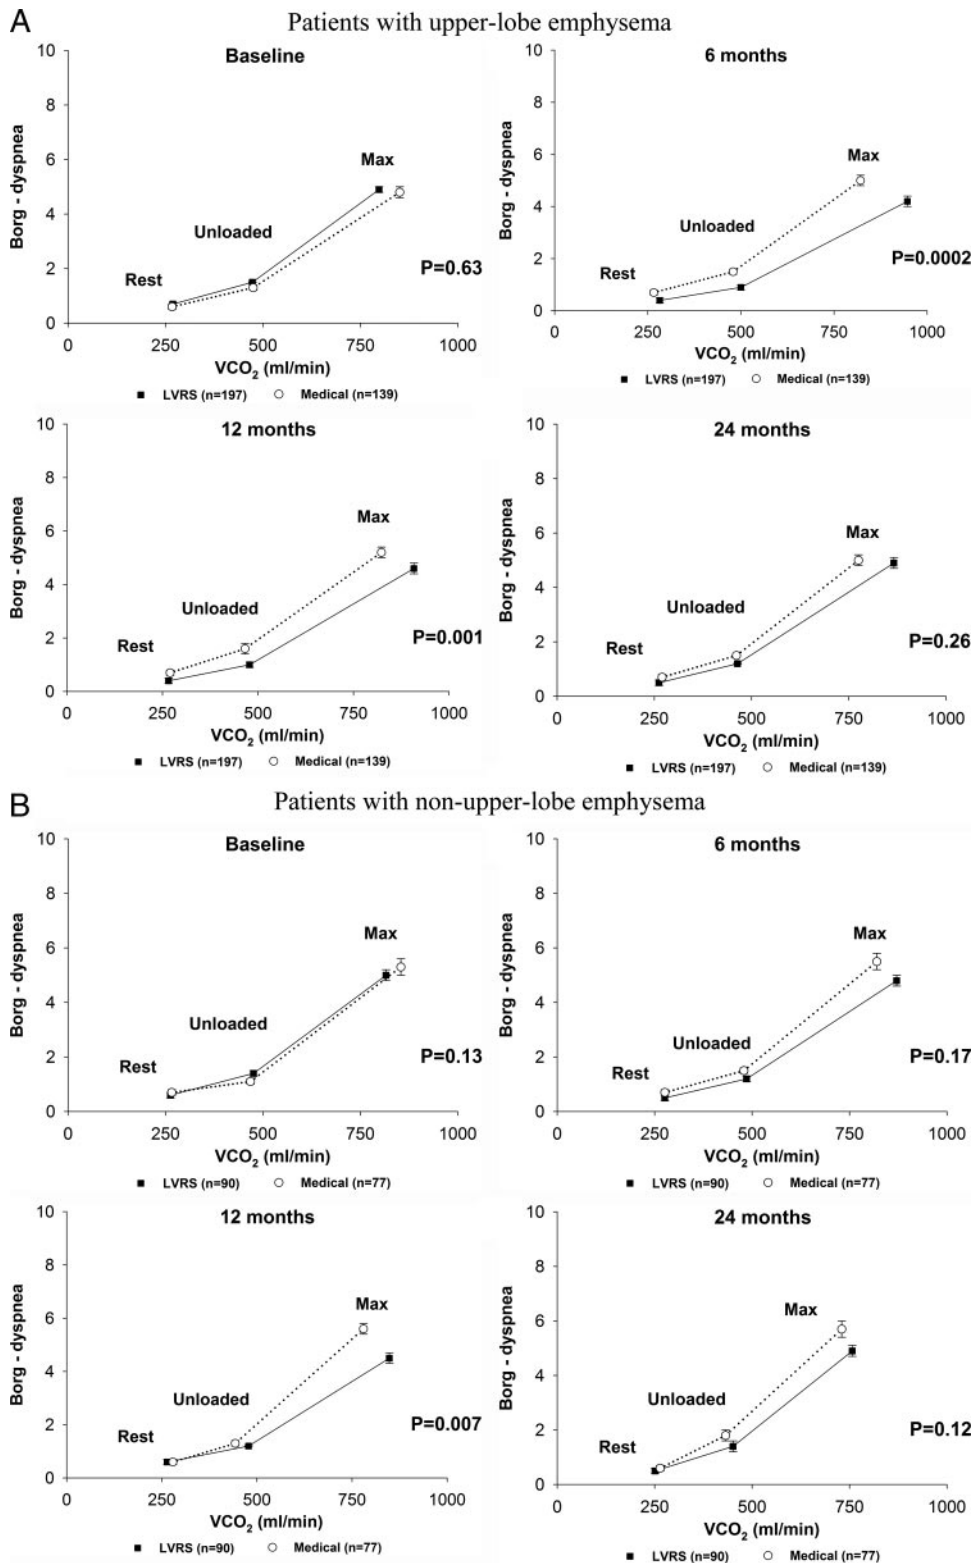 A
Patients with upper-lobe emphysema
Baseline
10
8
6
4
2
0
Borg - dyspnea
Max
Unloaded
Rest
P=0.63
0 250 500 750 1000
VCO2 (ml/min)
LVRS (n=197) Medical (n=139)
6 months
10
8
6
4
2
0
Borg - dyspnea
Max
Unloaded
Rest
P=0.0002
0 250 500 750 1000
VCO2 (ml/min)
LVRS (n=197) Medical (n=139)
12 months
10
8
6
4
2
0
Borg - dyspnea
Max
Unloaded
Rest
P=0.001
0 250 500 750 1000
VCO2 (ml/min)
LVRS (n=197) Medical (n=139)
24 months
10
8
6
4
2
0
Borg - dyspnea
Max
Unloaded
Rest
P=0.26
0 250 500 750 1000
VCO2 (ml/min)
LVRS (n=197) Medical (n=139)
B
Patients with non-upper-lobe emphysema
Baseline
10
8
6
4
2
0
Borg - dyspnea
Max
Unloaded
Rest
P=0.13
0 250 500 750 1000
VCO2 (ml/min)
LVRS (n=90) Medical (n=77)
6 months
10
8
6
4
2
0
Borg - dyspnea
Max
Unloaded
Rest
P=0.17
0 250 500 750 1000
VCO2 (ml/min)
LVRS (n=90) Medical (n=77)
12 months
10
8
6
4
2
0
Borg - dyspnea
Max
Unloaded
Rest
P=0.007
0 250 500 750 1000
VCO2 (ml/min)
LVRS (n=90) Medical (n=77)
24 months
10
8
6
4
2
0
Borg - dyspnea
Max
Unloaded
Rest
P=0.12
0 250 500 750 1000
VCO2 (ml/min)
LVRS (n=90) Medical (n=77)